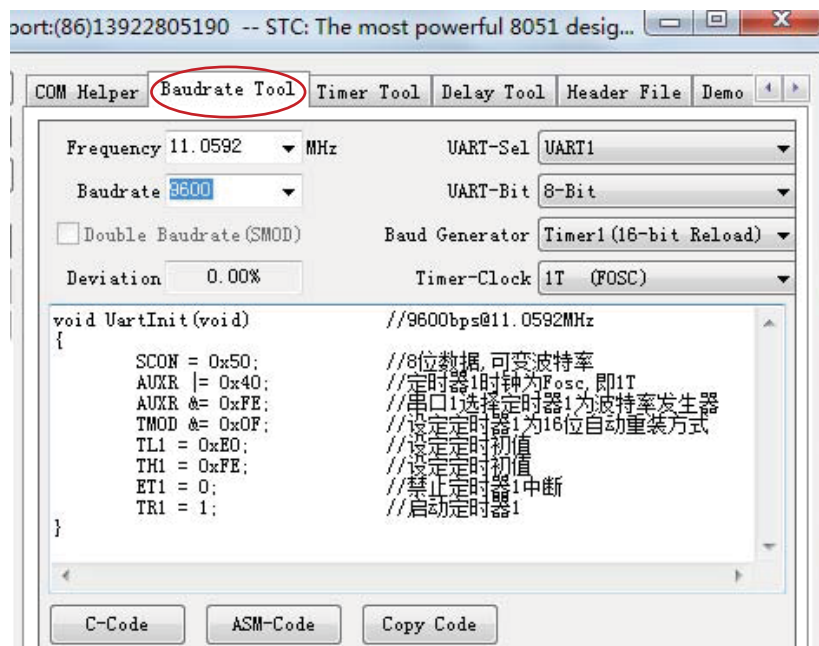 port:(86)13922805190 -- STC: The most powerful 8051 desig...
COM Helper Baudrate Tool Timer Tool Delay Tool Header File Demo
Frequency 11.0592 MHz UART-Sel UART1
Baudrate 9600 UART-Bit 8-Bit
Double Baudrate(SMOD) Baud Generator Timer1(16-bit Reload)
Deviation 0.00% Timer-Clock 1T (FOSC)
void UartInit(void) //9600bps@11.0592MHz
{
SCON = 0x50; //8位数据,可变波特率
AUXR |= 0x40; //定时器1时钟为Fosc,即1T
AUXR &= 0xFE; //串口1选择定时器1为波特率发生器
TMOD &= 0x0F; //设定定时器1为16位自动重装方式
TL1 = 0xE0; //设定定时初值
TH1 = 0xFE; //设定定时初值
ET1 = 0; //禁止定时器1中断
TR1 = 1; //启动定时器1
}
C-Code ASM-Code Copy Code